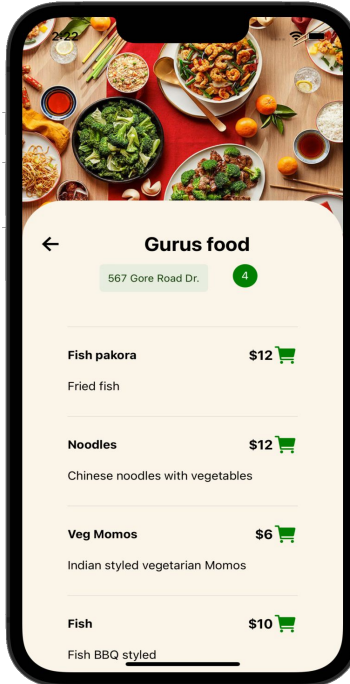 2:22
Gurus food
567 Gore Road Dr.
4
Fish pakora $12
Fried fish
Noodles $12
Chinese noodles with vegetables
Veg Momos $6
Indian styled vegetarian Momos
Fish $10
Fish BBQ styled